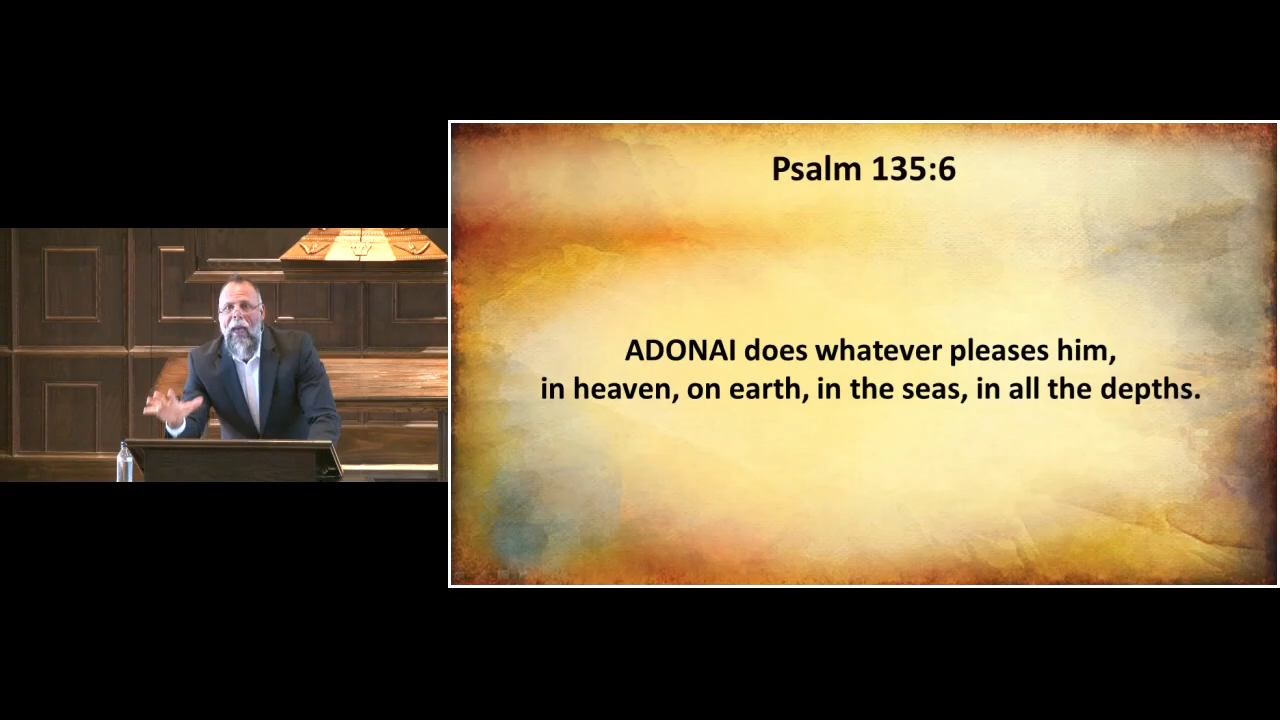 Psalm 135:6
ADONAI does whatever pleases him,
in heaven, on earth, in the seas, in all the depths.